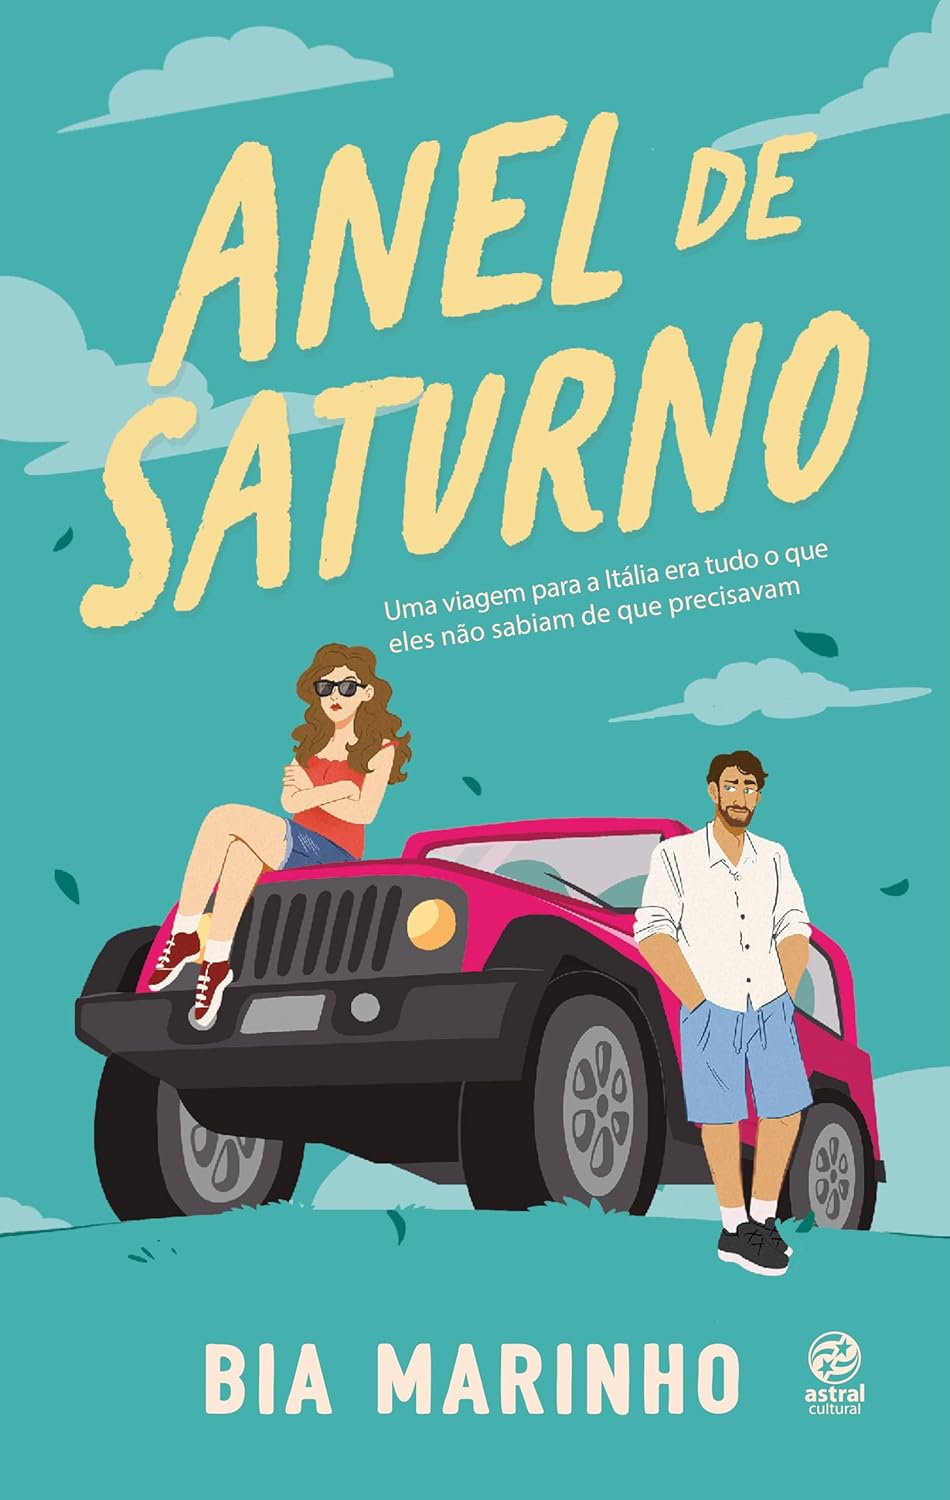 ANEL DE
SATURNO
Uma viagem para a Itália era tudo o que
eles não sabiam de que precisavam
BIA MARINHO
astral
cultural